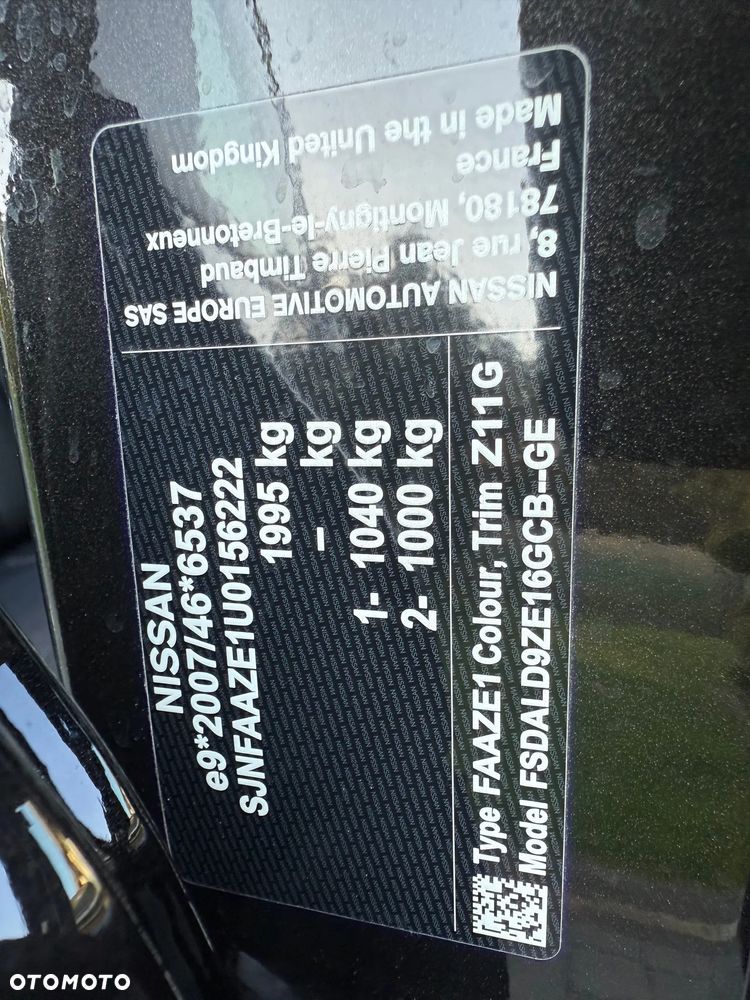 NISSAN
e9*2007/46*6537
SJNFAAZE1U0156222
1995 kg
– kg
1- 1040 kg
2- 1000 kg
Type FAAZE1 Colour, Trim Z11 G
Model FSDALD9ZE16GCB--GE
NISSAN AUTOMOTIVE EUROPE SAS
8, rue Jean Pierre Timbaud
78180, Montigny-le-Bretonneux
France
Made in the United Kingdom
OTOMOTO